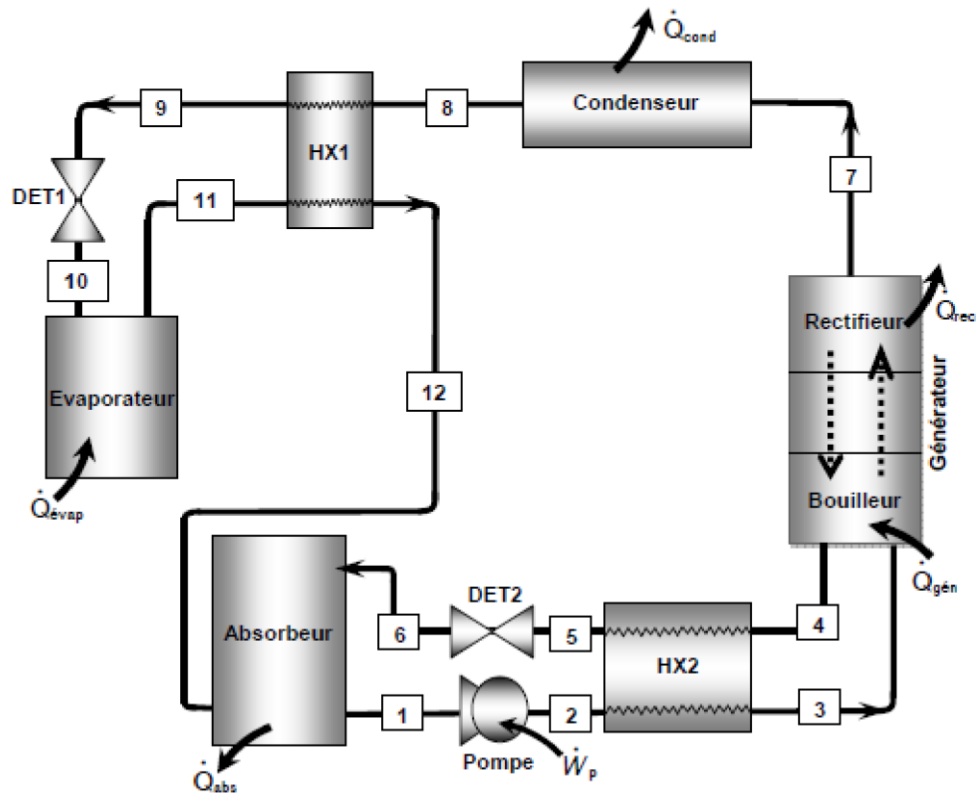 Q̇cond
9
8
Condenseur
HX1
DET1
11
7
10
Rectifieur
Q̇rec
Evaporateur
12
Générateur
Bouilleur
Q̇évap
Q̇gén
DET2
Absorbeur
6
5
4
HX2
1
2
3
Pompe
Ẇp
Q̇abs